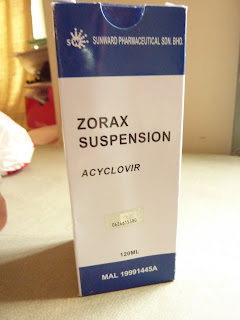 SUNWARD PHARMACEUTICAL SDN. BHD.
ZORAX
SUSPENSION
ACYCLOVIR
120ML
MAL 19991445A